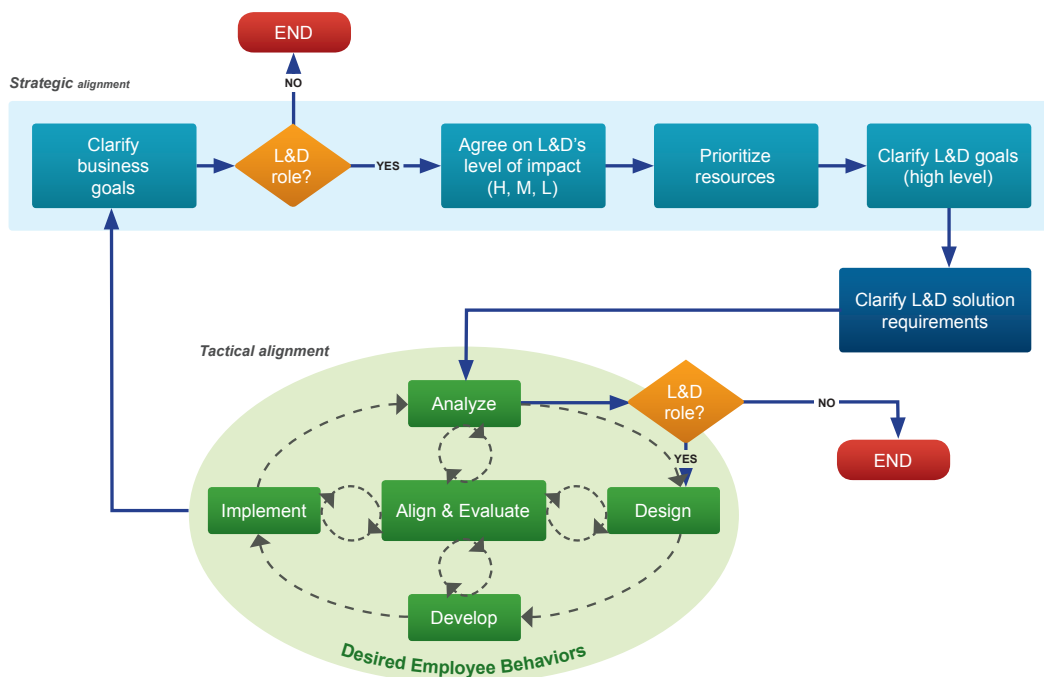 END
NO
Strategic alignment
Clarify
business
goals
L&D
role?
YES
Agree on L&D's
level of impact
(H, M, L)
Prioritize
resources
Clarify L&D goals
(high level)
Clarify L&D solution
requirements
Tactical alignment
Analyze
L&D
role?
NO
END
YES
Implement
Align & Evaluate
Design
Develop
Desired Employee Behaviors